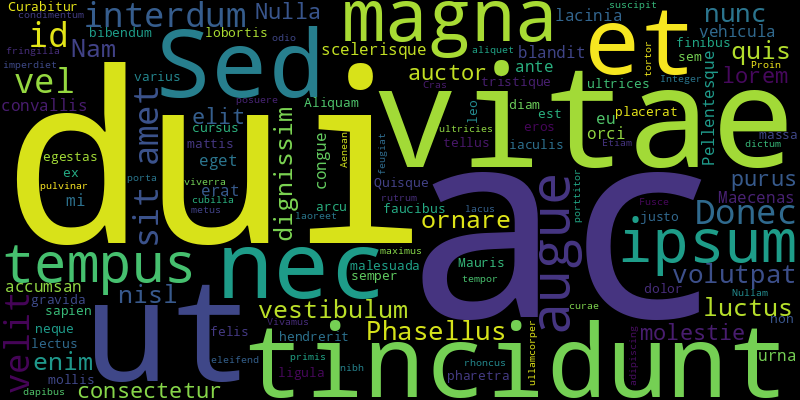 Curabitur
condimentum
interdum
Nulla
magna
suscipit
lacinia
nunc
fringilla
id
bibendum
lobortis
odio
et
vehicula
imperdiet
Nam
Sed
scelerisque
aliquet
blandit
tortor
finibus
quis
vel
varius
auctor
ante
sem
Proin
convallis
dui
posuere
Cras
tristique
ultrices
Integer
Pellentesque
lorem
sit amet
elit
Aliquam
vitae
leo
diam
est
eu
placerat
massa
cursus
dignissim
congue
Aenean
ultricies
eros
orci
egestas
mattis
feugiat
tellus
iaculis
Etiam
dictum
ex
eget
pulvinar
porta
viverra
Quisque
ac
porttitor
purus
mi
erat
cubilia
rutrum
Maecenas
metus
arcu
faucibus
lacus
Fusce
laoreet
ornare
augue
justo
Donec
tempus
nec
maximus
ipsum
malesuada
Mauris
semper
tempor
volutpat
accumsan
ut
nisl
dolor
Nullam
gravida
velit
sapien
vestibulum
curae
luctus
non
neque
felis
Vivamus
hendrerit
Phasellus
ullamcorper
molestie
lectus
tincidunt
enim
eleifend
primis
rhoncus
adipiscing
urna
mollis
ligula
nibh
pharetra
dapibus
consectetur